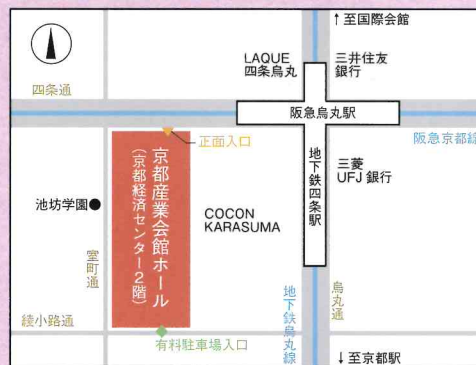 ↑至国際会館
LAQUE
四条烏丸
三井住友
銀行
四条通
阪急烏丸駅
正面入口
阪急京都線
京都産業会館ホール
（京都経済センター2階）
地下鉄四条駅
三菱
UFJ 銀行
池坊学園
COCON
KARASUMA
室町通
地下鉄烏丸線
烏丸通
綾小路通
有料駐車場入口
↓至京都駅